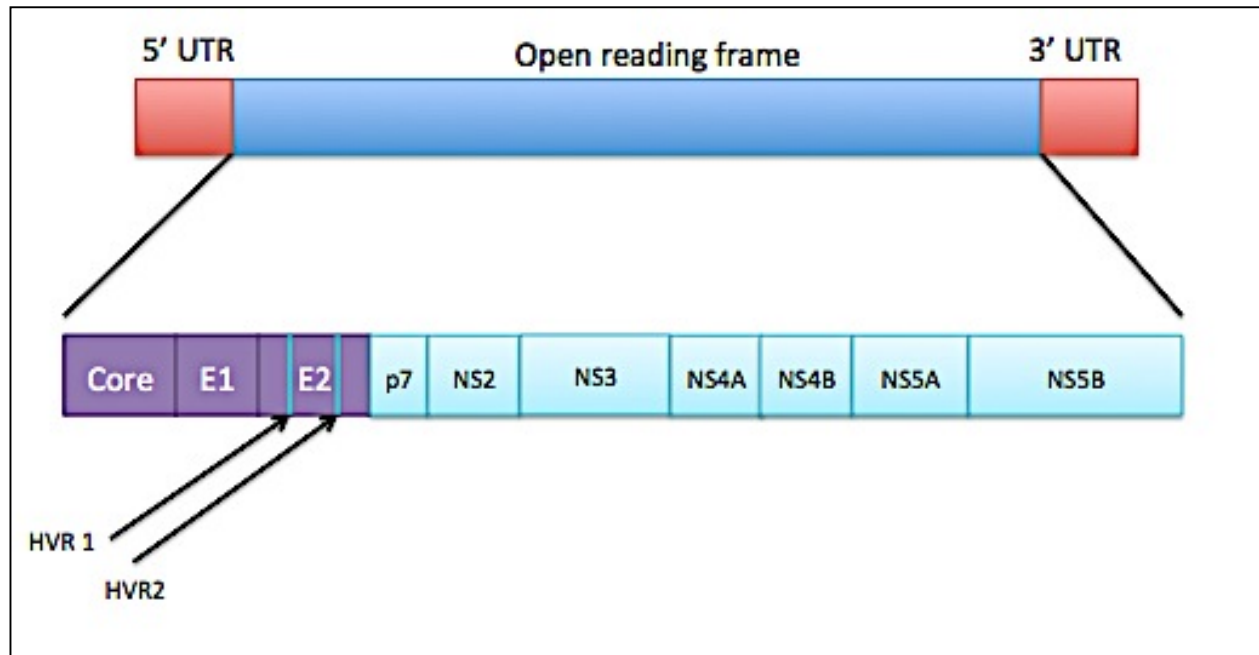 5’ UTR Open reading frame 3’ UTR
Core E1 E2 p7 NS2 NS3 NS4A NS4B NS5A NS5B
HVR 1
HVR2